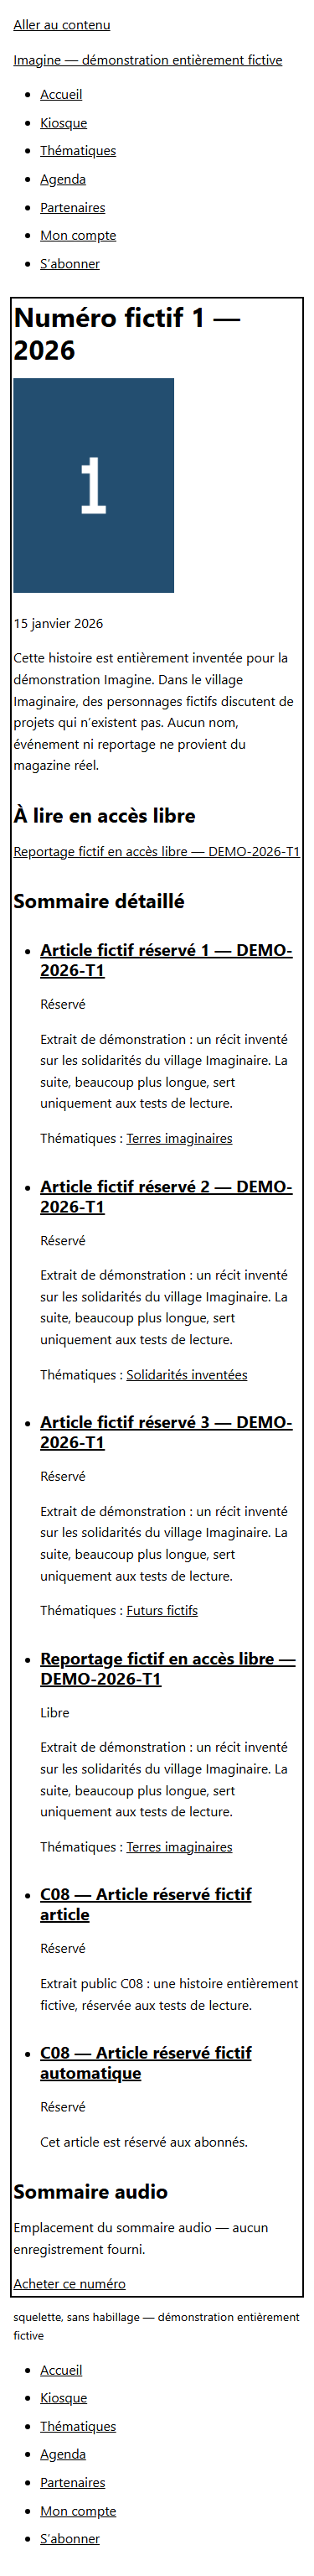 Aller au contenu
Imagine — démonstration entièrement fictive
Accueil
Kiosque
Thématiques
Agenda
Partenaires
Mon compte
S’abonner
Numéro fictif 1 —
2026
1
15 janvier 2026
Cette histoire est entièrement inventée pour la
démonstration Imagine. Dans le village
Imaginaire, des personnages fictifs discutent de
projets qui n’existent pas. Aucun nom,
événement ni reportage ne provient du
magazine réel.
À lire en accès libre
Reportage fictif en accès libre — DEMO-2026-T1
Sommaire détaillé
Article fictif réservé 1 — DEMO-
2026-T1
Réservé
Extrait de démonstration : un récit inventé
sur les solidarités du village Imaginaire. La
suite, beaucoup plus longue, sert
uniquement aux tests de lecture.
Thématiques : Terres imaginaires
Article fictif réservé 2 — DEMO-
2026-T1
Réservé
Extrait de démonstration : un récit inventé
sur les solidarités du village Imaginaire. La
suite, beaucoup plus longue, sert
uniquement aux tests de lecture.
Thématiques : Solidarités inventées
Article fictif réservé 3 — DEMO-
2026-T1
Réservé
Extrait de démonstration : un récit inventé
sur les solidarités du village Imaginaire. La
suite, beaucoup plus longue, sert
uniquement aux tests de lecture.
Thématiques : Futurs fictifs
Reportage fictif en accès libre —
DEMO-2026-T1
Libre
Extrait de démonstration : un récit inventé
sur les solidarités du village Imaginaire. La
suite, beaucoup plus longue, sert
uniquement aux tests de lecture.
Thématiques : Terres imaginaires
C08 — Article réservé fictif
article
Réservé
Extrait public C08 : une histoire entièrement
fictive, réservée aux tests de lecture.
C08 — Article réservé fictif
automatique
Réservé
Cet article est réservé aux abonnés.
Sommaire audio
Emplacement du sommaire audio — aucun
enregistrement fourni.
Acheter ce numéro
squelette, sans habillage — démonstration entièrement
fictive
Accueil
Kiosque
Thématiques
Agenda
Partenaires
Mon compte
S’abonner